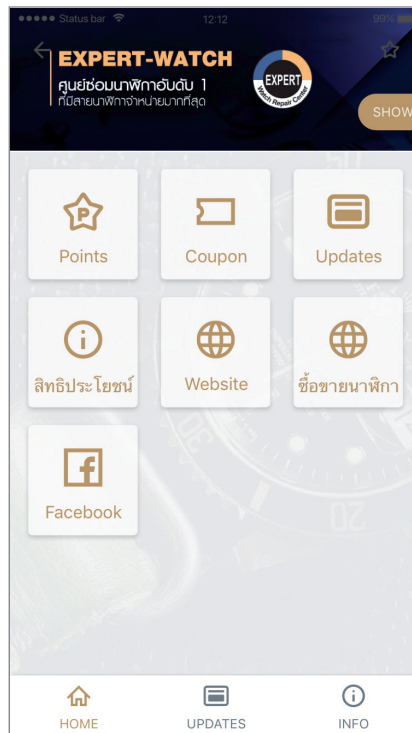 Status bar 12:12 99%
EXPERT-WATCH
ศูนย์ซ่อมนาฬิกาอับดับ 1
ที่มีสายนาฬิกาจำหน่ายมากที่สุด
EXPERT
Watch Repair Center
SHOW
Points Coupon Updates
สิทธิประโยชน์ Website ซื้อขายนาฬิกา
Facebook
HOME UPDATES INFO